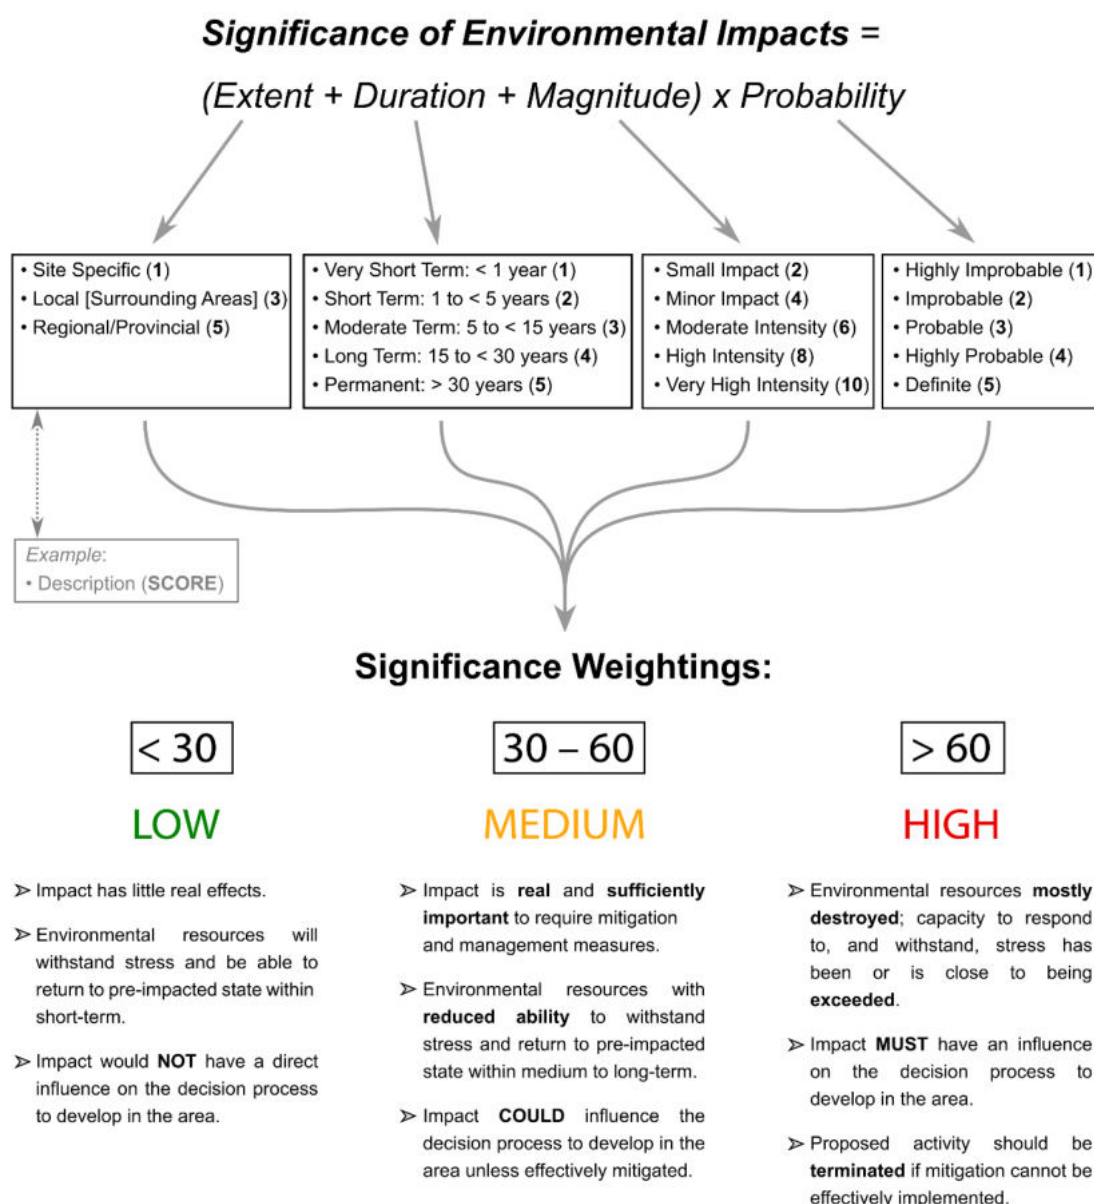 Significance of Environmental Impacts =
(Extent + Duration + Magnitude) x Probability
• Site Specific (1)
• Local [Surrounding Areas] (3)
• Regional/Provincial (5)
• Very Short Term: < 1 year (1)
• Short Term: 1 to < 5 years (2)
• Moderate Term: 5 to < 15 years (3)
• Long Term: 15 to < 30 years (4)
• Permanent: > 30 years (5)
• Small Impact (2)
• Minor Impact (4)
• Moderate Intensity (6)
• High Intensity (8)
• Very High Intensity (10)
• Highly Improbable (1)
• Improbable (2)
• Probable (3)
• Highly Probable (4)
• Definite (5)
Example:
• Description (SCORE)
Significance Weightings:
< 30
LOW
➢ Impact has little real effects.
➢ Environmental resources will
withstand stress and be able to
return to pre-impacted state within
short-term.
➢ Impact would NOT have a direct
influence on the decision process
to develop in the area.
30 – 60
MEDIUM
➢ Impact is real and sufficiently
important to require mitigation
and management measures.
➢ Environmental resources with
reduced ability to withstand
stress and return to pre-impacted
state within medium to long-term.
➢ Impact COULD influence the
decision process to develop in the
area unless effectively mitigated.
> 60
HIGH
➢ Environmental resources mostly
destroyed; capacity to respond
to, and withstand, stress has
been or is close to being
exceeded.
➢ Impact MUST have an influence
on the decision process to
develop in the area.
➢ Proposed activity should be
terminated if mitigation cannot be
effectively implemented.